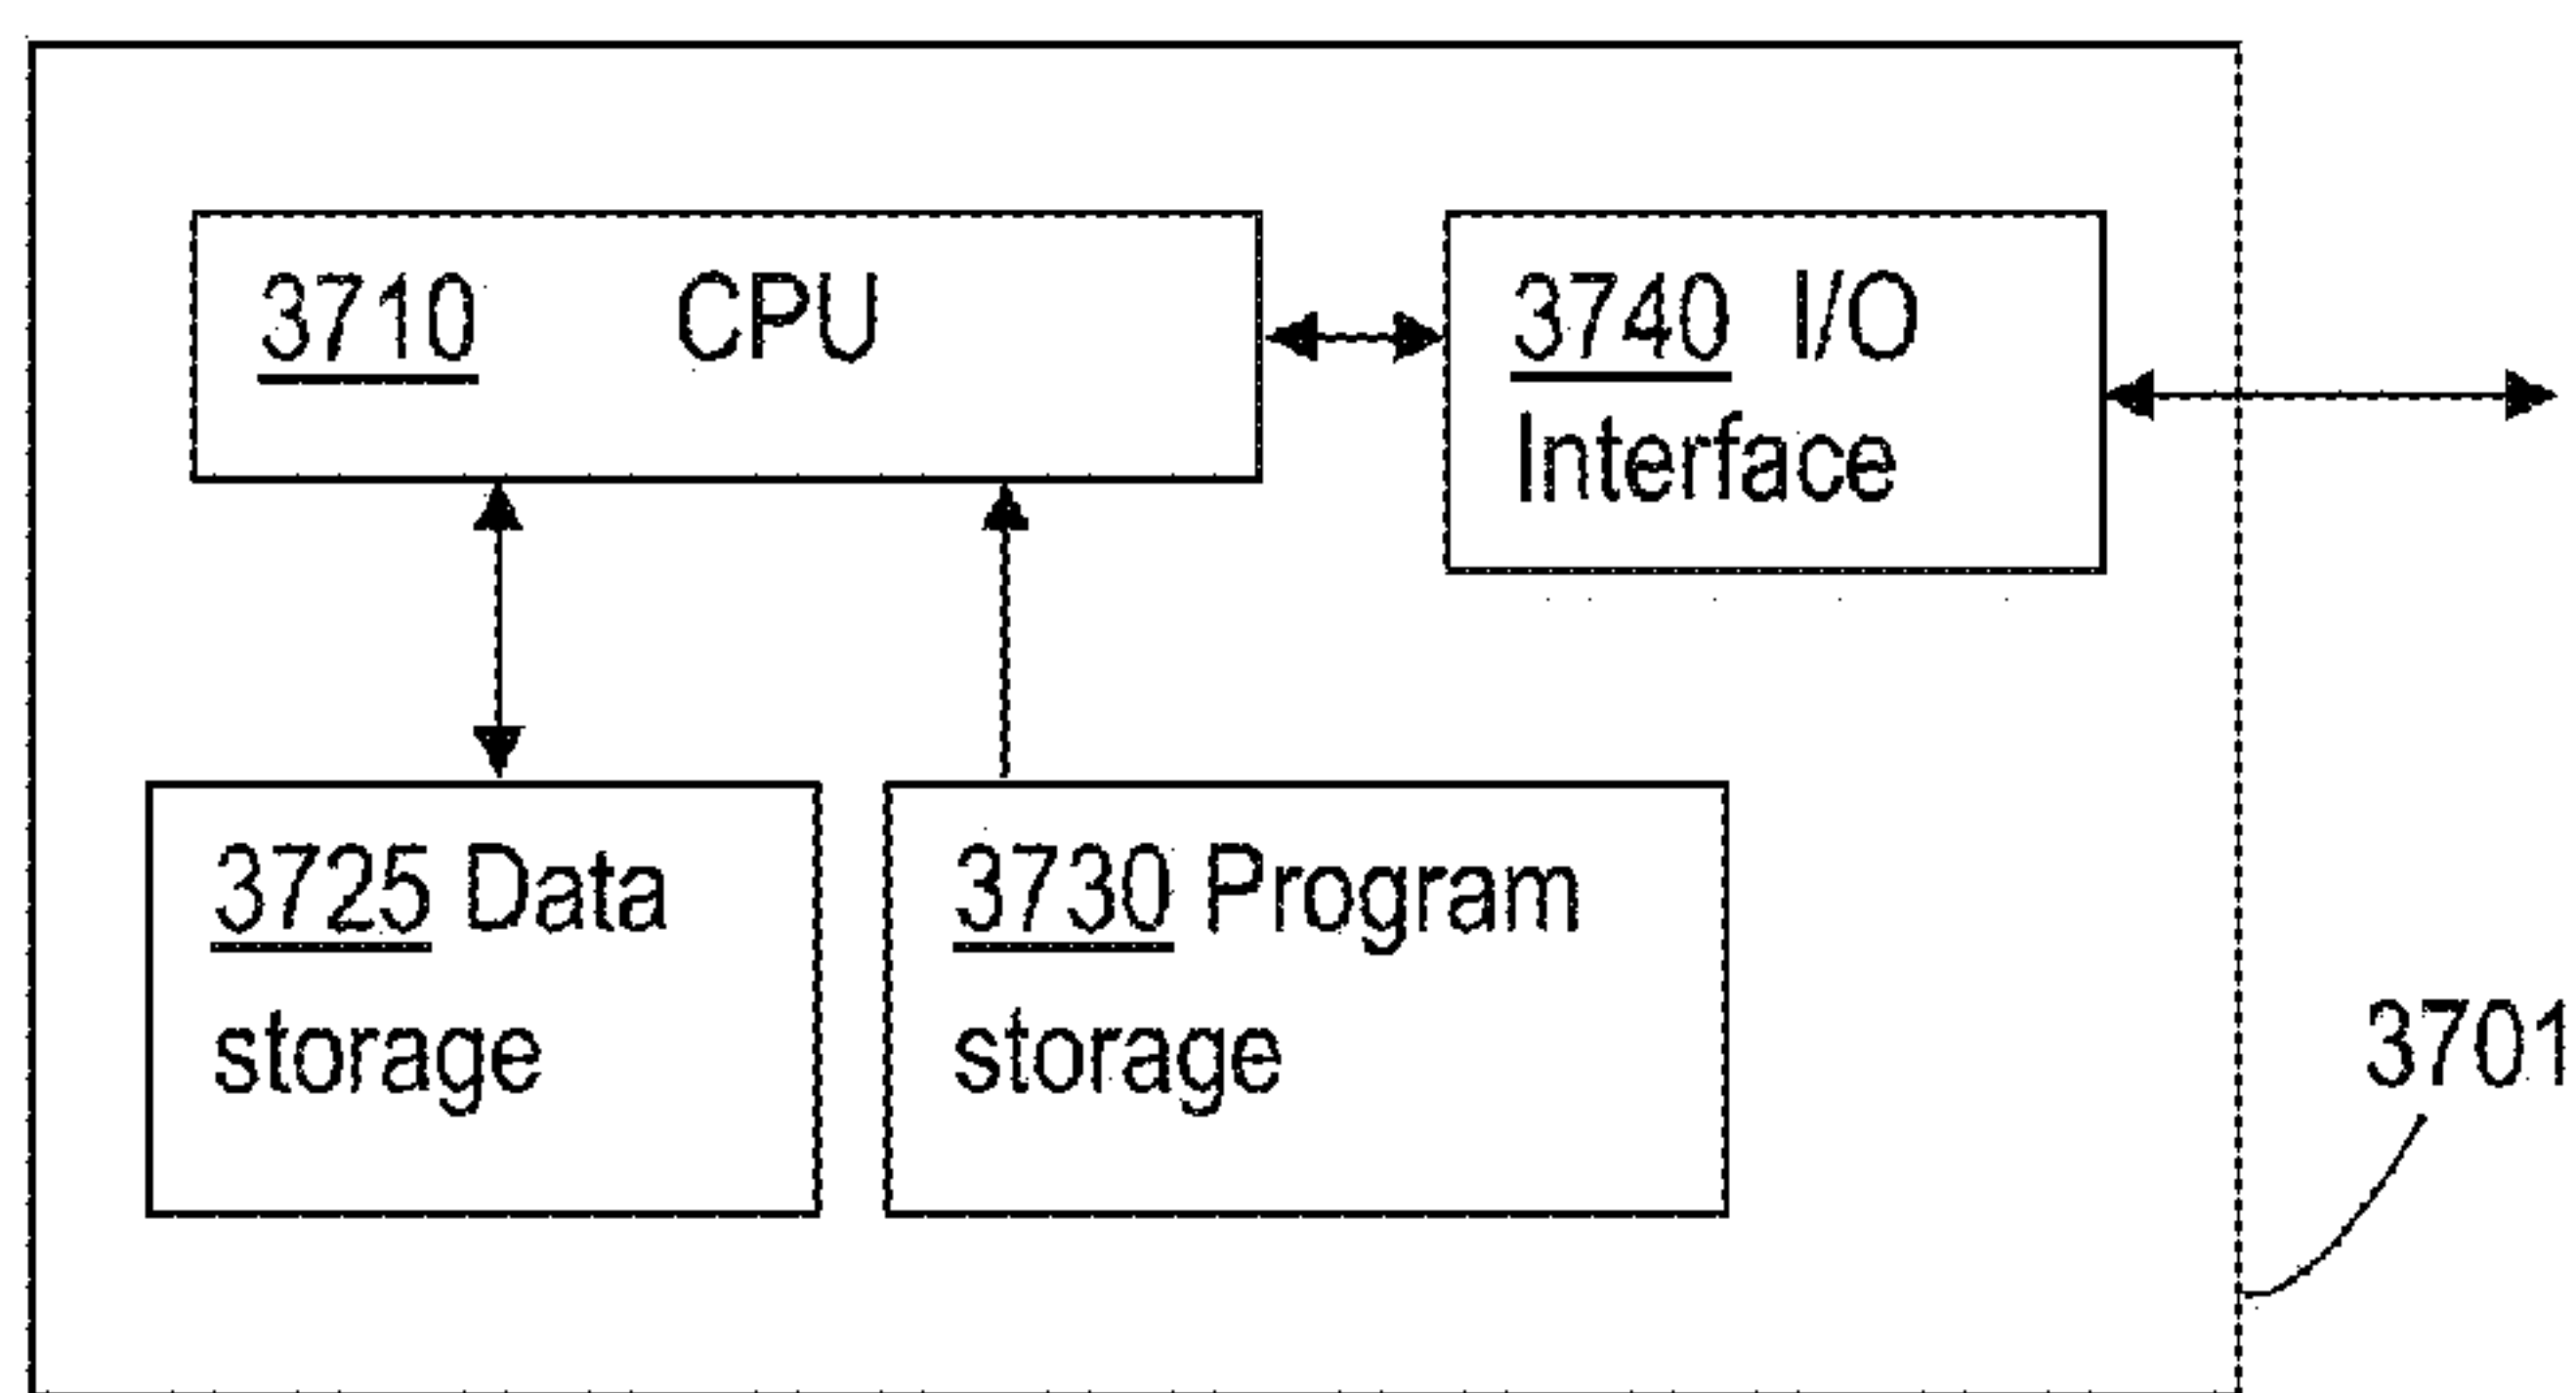 3710 CPU
3740 I/O
Interface
3725 Data
storage
3730 Program
storage
3701